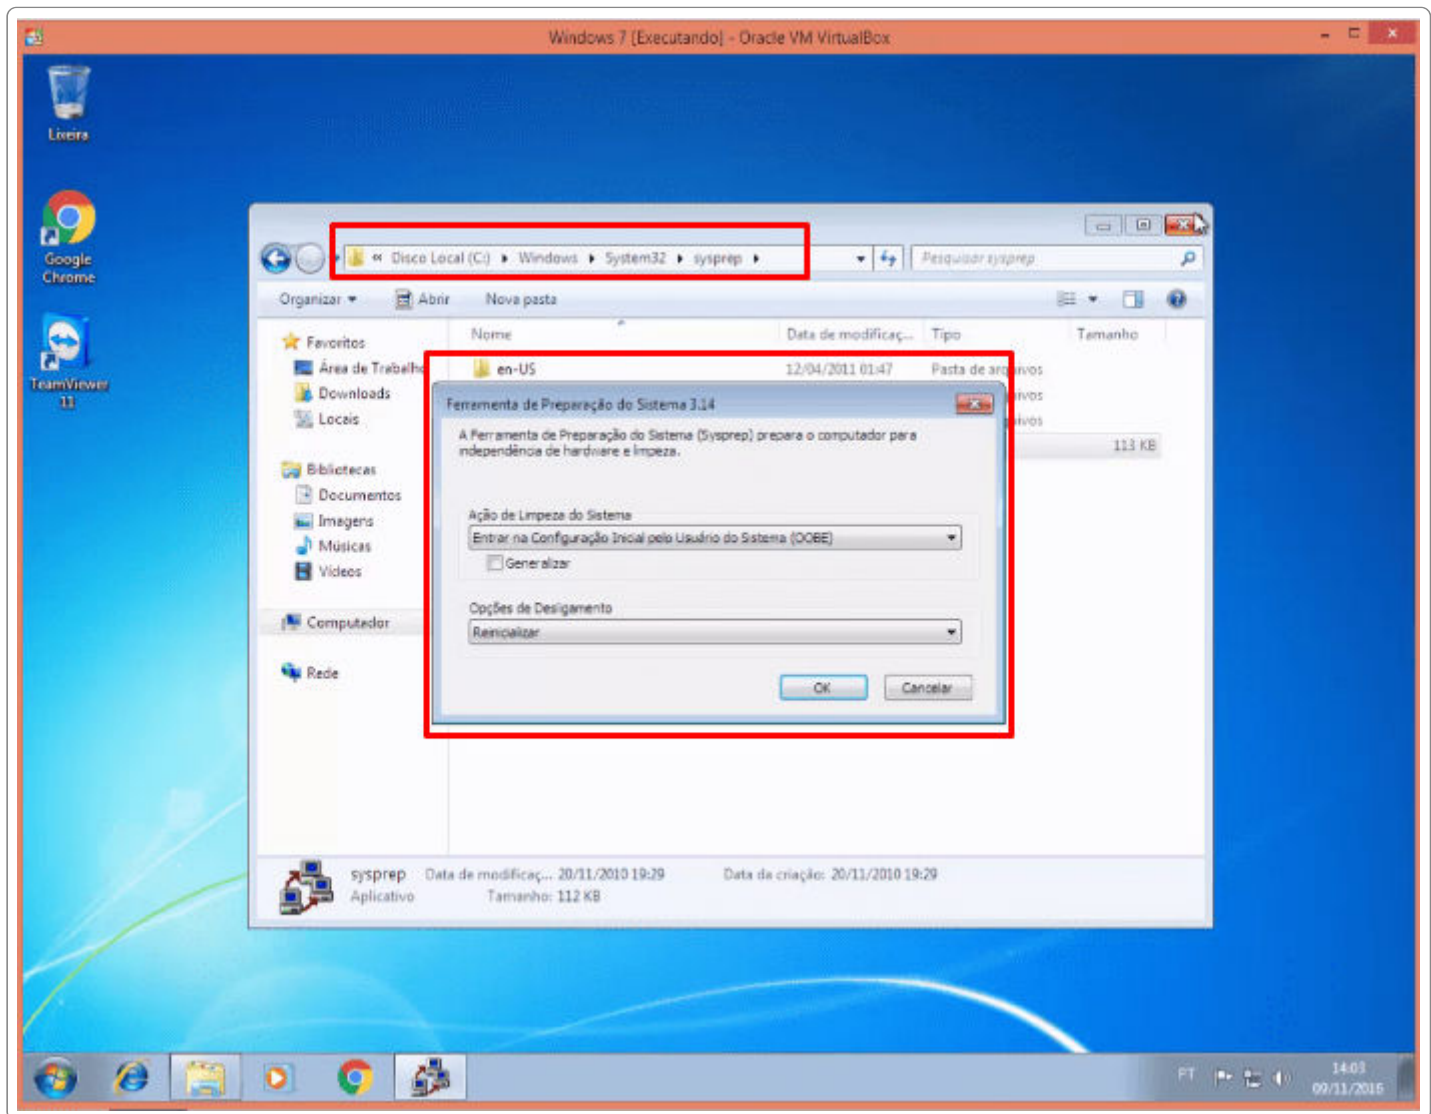 Windows 7 [Executando] - Oracle VM VirtualBox
Lixeira
Google
Chrome
TeamViewer
11
« Disco Local (C:) Windows System32 sysprep
Pesquisar sysprep
Organizar Abrir Nova pasta
Nome Data de modificaç... Tipo Tamanho
Favoritos
Área de Trabalho
Downloads
Locais
Bibliotecas
Documentos
Imagens
Músicas
Vídeos
Computador
Rede
en-US 12/04/2011 01:47 Pasta de arquivos
113 KB
Ferramenta de Preparação do Sistema 3.14
A Ferramenta de Preparação do Sistema (Sysprep) prepara o computador para
independência de hardware e limpeza.
Ação de Limpeza do Sistema
Entrar na Configuração Inicial pelo Usuário do Sistema (OOBE)
Generalizar
Opções de Desligamento
Reinicializar
OK Cancelar
sysprep Data de modificaç... 20/11/2010 19:29 Data da criação: 20/11/2010 19:29
Aplicativo Tamanho: 112 KB
PT
14:03
09/11/2016